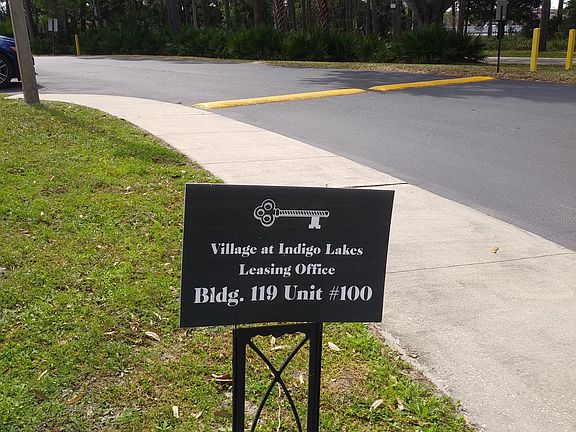 Village at Indigo Lakes
Leasing Office
Bldg. 119 Unit #100